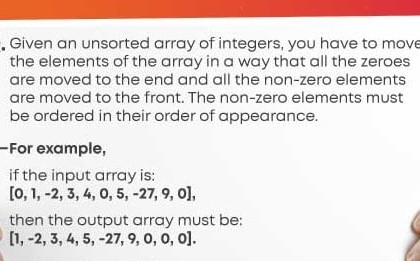 . Given an unsorted array of integers, you have to move
the elements of the array in a way that all the zeroes
are moved to the end and all the non-zero elements
are moved to the front. The non-zero elements must
be ordered in their order of appearance.
–For example,
if the input array is:
[0, 1, -2, 3, 4, 0, 5, -27, 9, 0],
then the output array must be:
[1, -2, 3, 4, 5, -27, 9, 0, 0, 0].